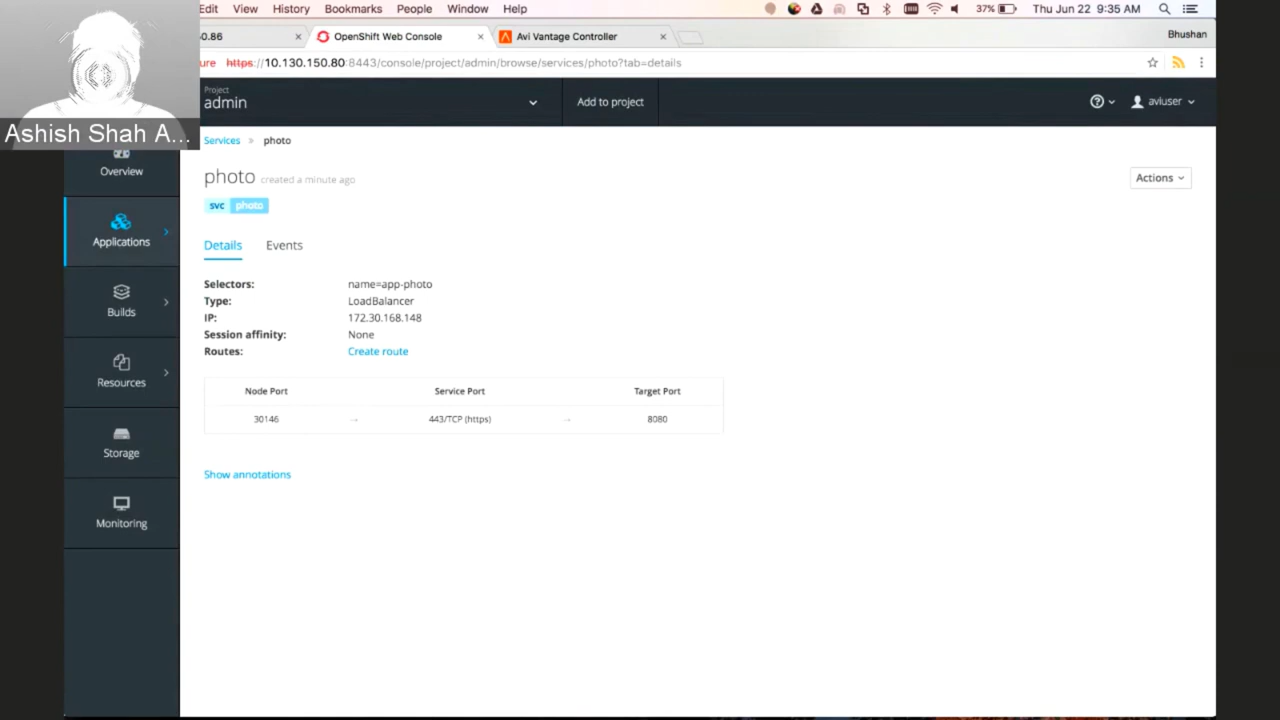 Edit View History Bookmarks People Window Help 37% Thu Jun 22 9:35 AM
0.86 OpenShift Web Console Avi Vantage Controller Bhushan
ure https://10.130.150.80:8443/console/project/admin/browse/services/photo?tab=details
Project
admin Add to project aviuser
Ashish Shah A...
Services » photo
Overview
photo created a minute ago Actions
svc photo
Applications
Details Events
Selectors: name=app-photo
Type: LoadBalancer
Builds
IP: 172.30.168.148
Session affinity: None
Routes: Create route
Resources
Node Port Service Port Target Port
30146 → 443/TCP (https) → 8080
Storage
Show annotations
Monitoring